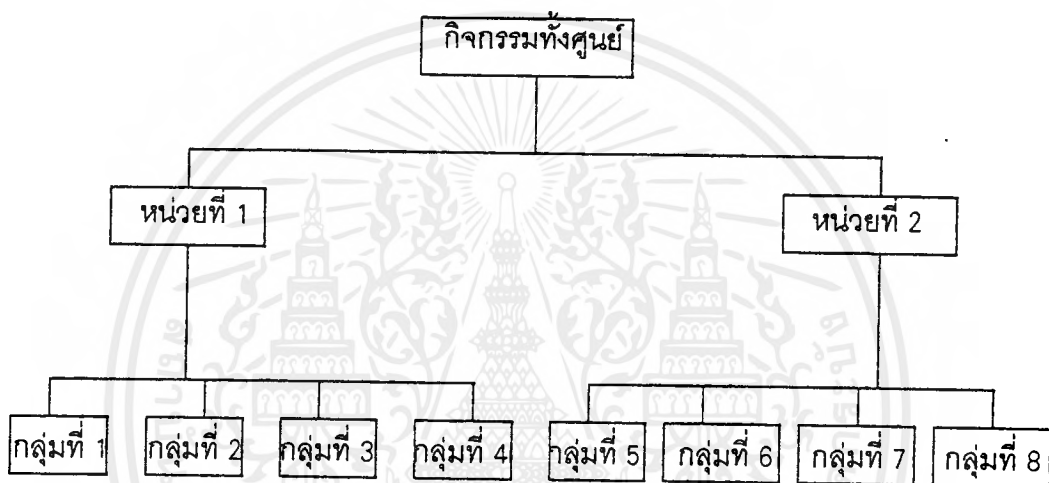 กิจกรรมทั้งศูนย์
หน่วยที่ 1
หน่วยที่ 2
กลุ่มที่ 1
กลุ่มที่ 2
กลุ่มที่ 3
กลุ่มที่ 4
กลุ่มที่ 5
กลุ่มที่ 6
กลุ่มที่ 7
กลุ่มที่ 8